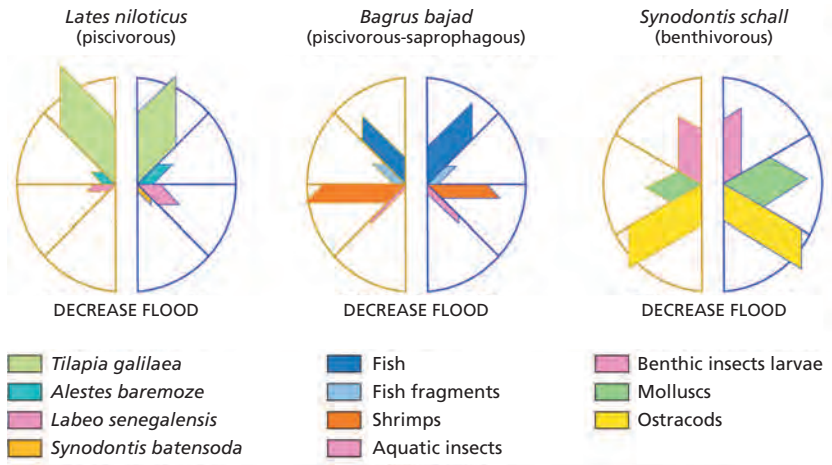 Lates niloticus
(piscivorous)
Bagrus bajad
(piscivorous-saprophagous)
Synodontis schall
(benthivorous)
DECREASE FLOOD
DECREASE FLOOD
DECREASE FLOOD
Tilapia galilaea
Alestes baremoze
Labeo senegalensis
Synodontis batensoda
Fish
Fish fragments
Shrimps
Aquatic insects
Benthic insects larvae
Molluscs
Ostracods